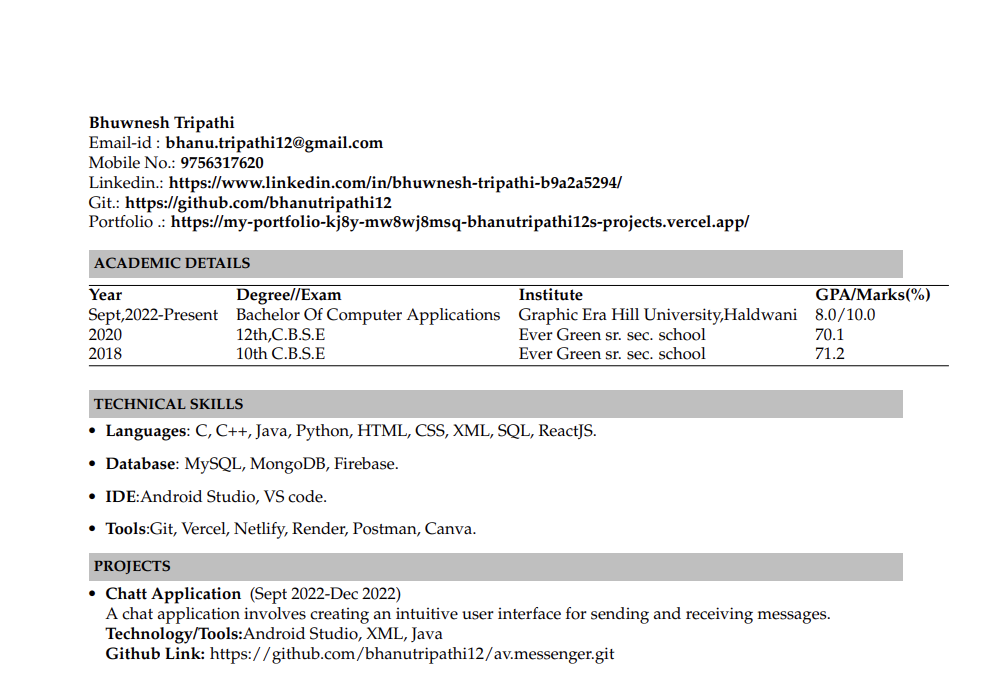 Bhuwnesh Tripathi
Email-id : bhanu.tripathi12@gmail.com
Mobile No.: 9756317620
Linkedin.: https://www.linkedin.com/in/bhuwnesh-tripathi-b9a2a5294/
Git.: https://github.com/bhanutripathi12
Portfolio .: https://my-portfolio-kj8y-mw8wj8msq-bhanutripathi12s-projects.vercel.app/
ACADEMIC DETAILS
Year Degree//Exam Institute GPA/Marks(%)
Sept,2022-Present Bachelor Of Computer Applications Graphic Era Hill University,Haldwani 8.0/10.0
2020 12th,C.B.S.E Ever Green sr. sec. school 70.1
2018 10th C.B.S.E Ever Green sr. sec. school 71.2
TECHNICAL SKILLS
• Languages: C, C++, Java, Python, HTML, CSS, XML, SQL, ReactJS.
• Database: MySQL, MongoDB, Firebase.
• IDE:Android Studio, VS code.
• Tools:Git, Vercel, Netlify, Render, Postman, Canva.
PROJECTS
• Chatt Application (Sept 2022-Dec 2022)
A chat application involves creating an intuitive user interface for sending and receiving messages.
Technology/Tools:Android Studio, XML, Java
Github Link: https://github.com/bhanutripathi12/av.messenger.git